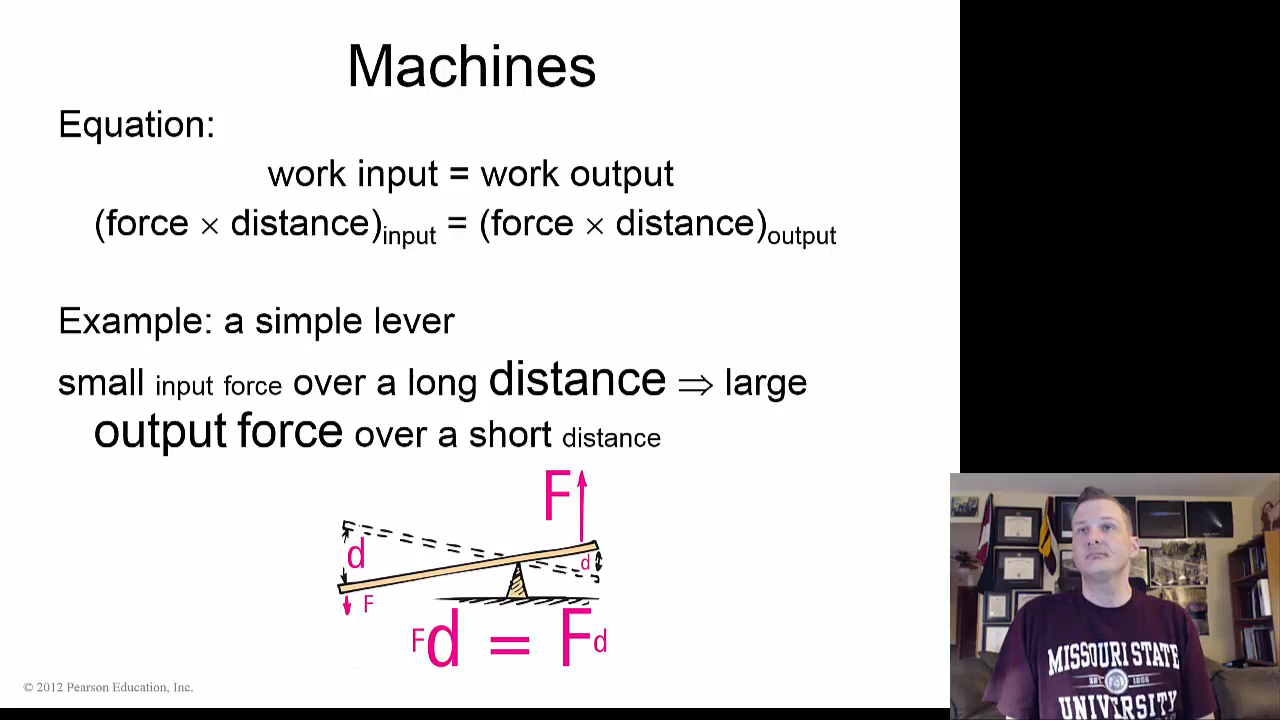 Machines
Equation:
work input = work output
(force × distance)input = (force × distance)output
Example: a simple lever
small input force over a long distance ⇒ large
output force over a short distance
F
d
d
F
Fd = Fd
© 2012 Pearson Education, Inc.
MISSOURI STATE
UNIVERSITY